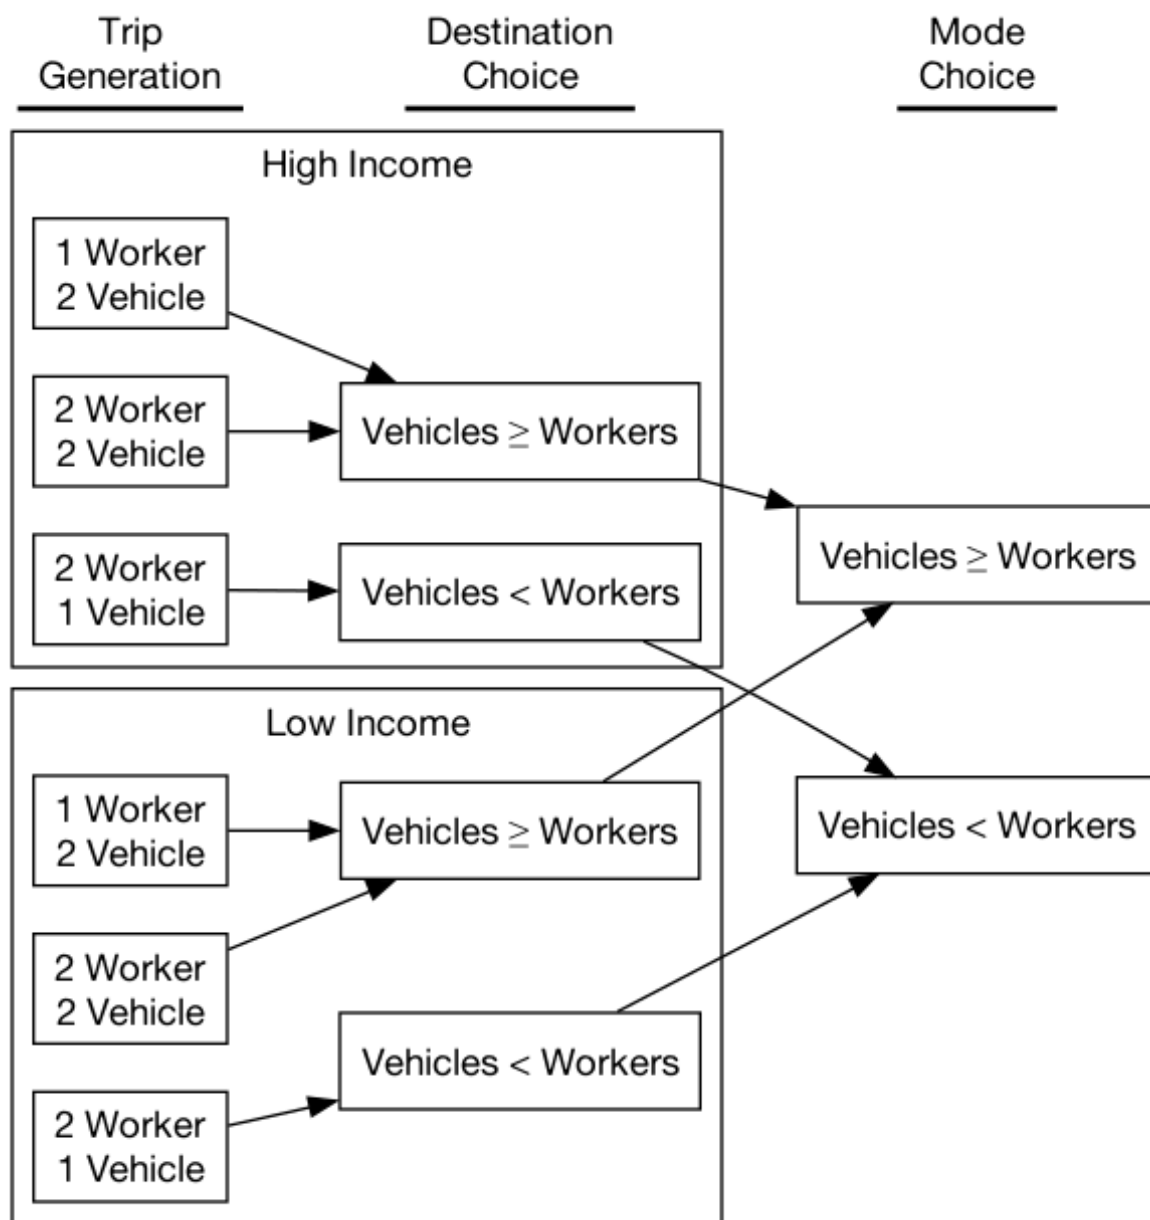 Trip
Generation
Destination
Choice
Mode
Choice
High Income
1 Worker
2 Vehicle
2 Worker
2 Vehicle
Vehicles ≥ Workers
2 Worker
1 Vehicle
Vehicles < Workers
Vehicles ≥ Workers
Low Income
1 Worker
2 Vehicle
Vehicles ≥ Workers
Vehicles < Workers
2 Worker
2 Vehicle
Vehicles < Workers
2 Worker
1 Vehicle